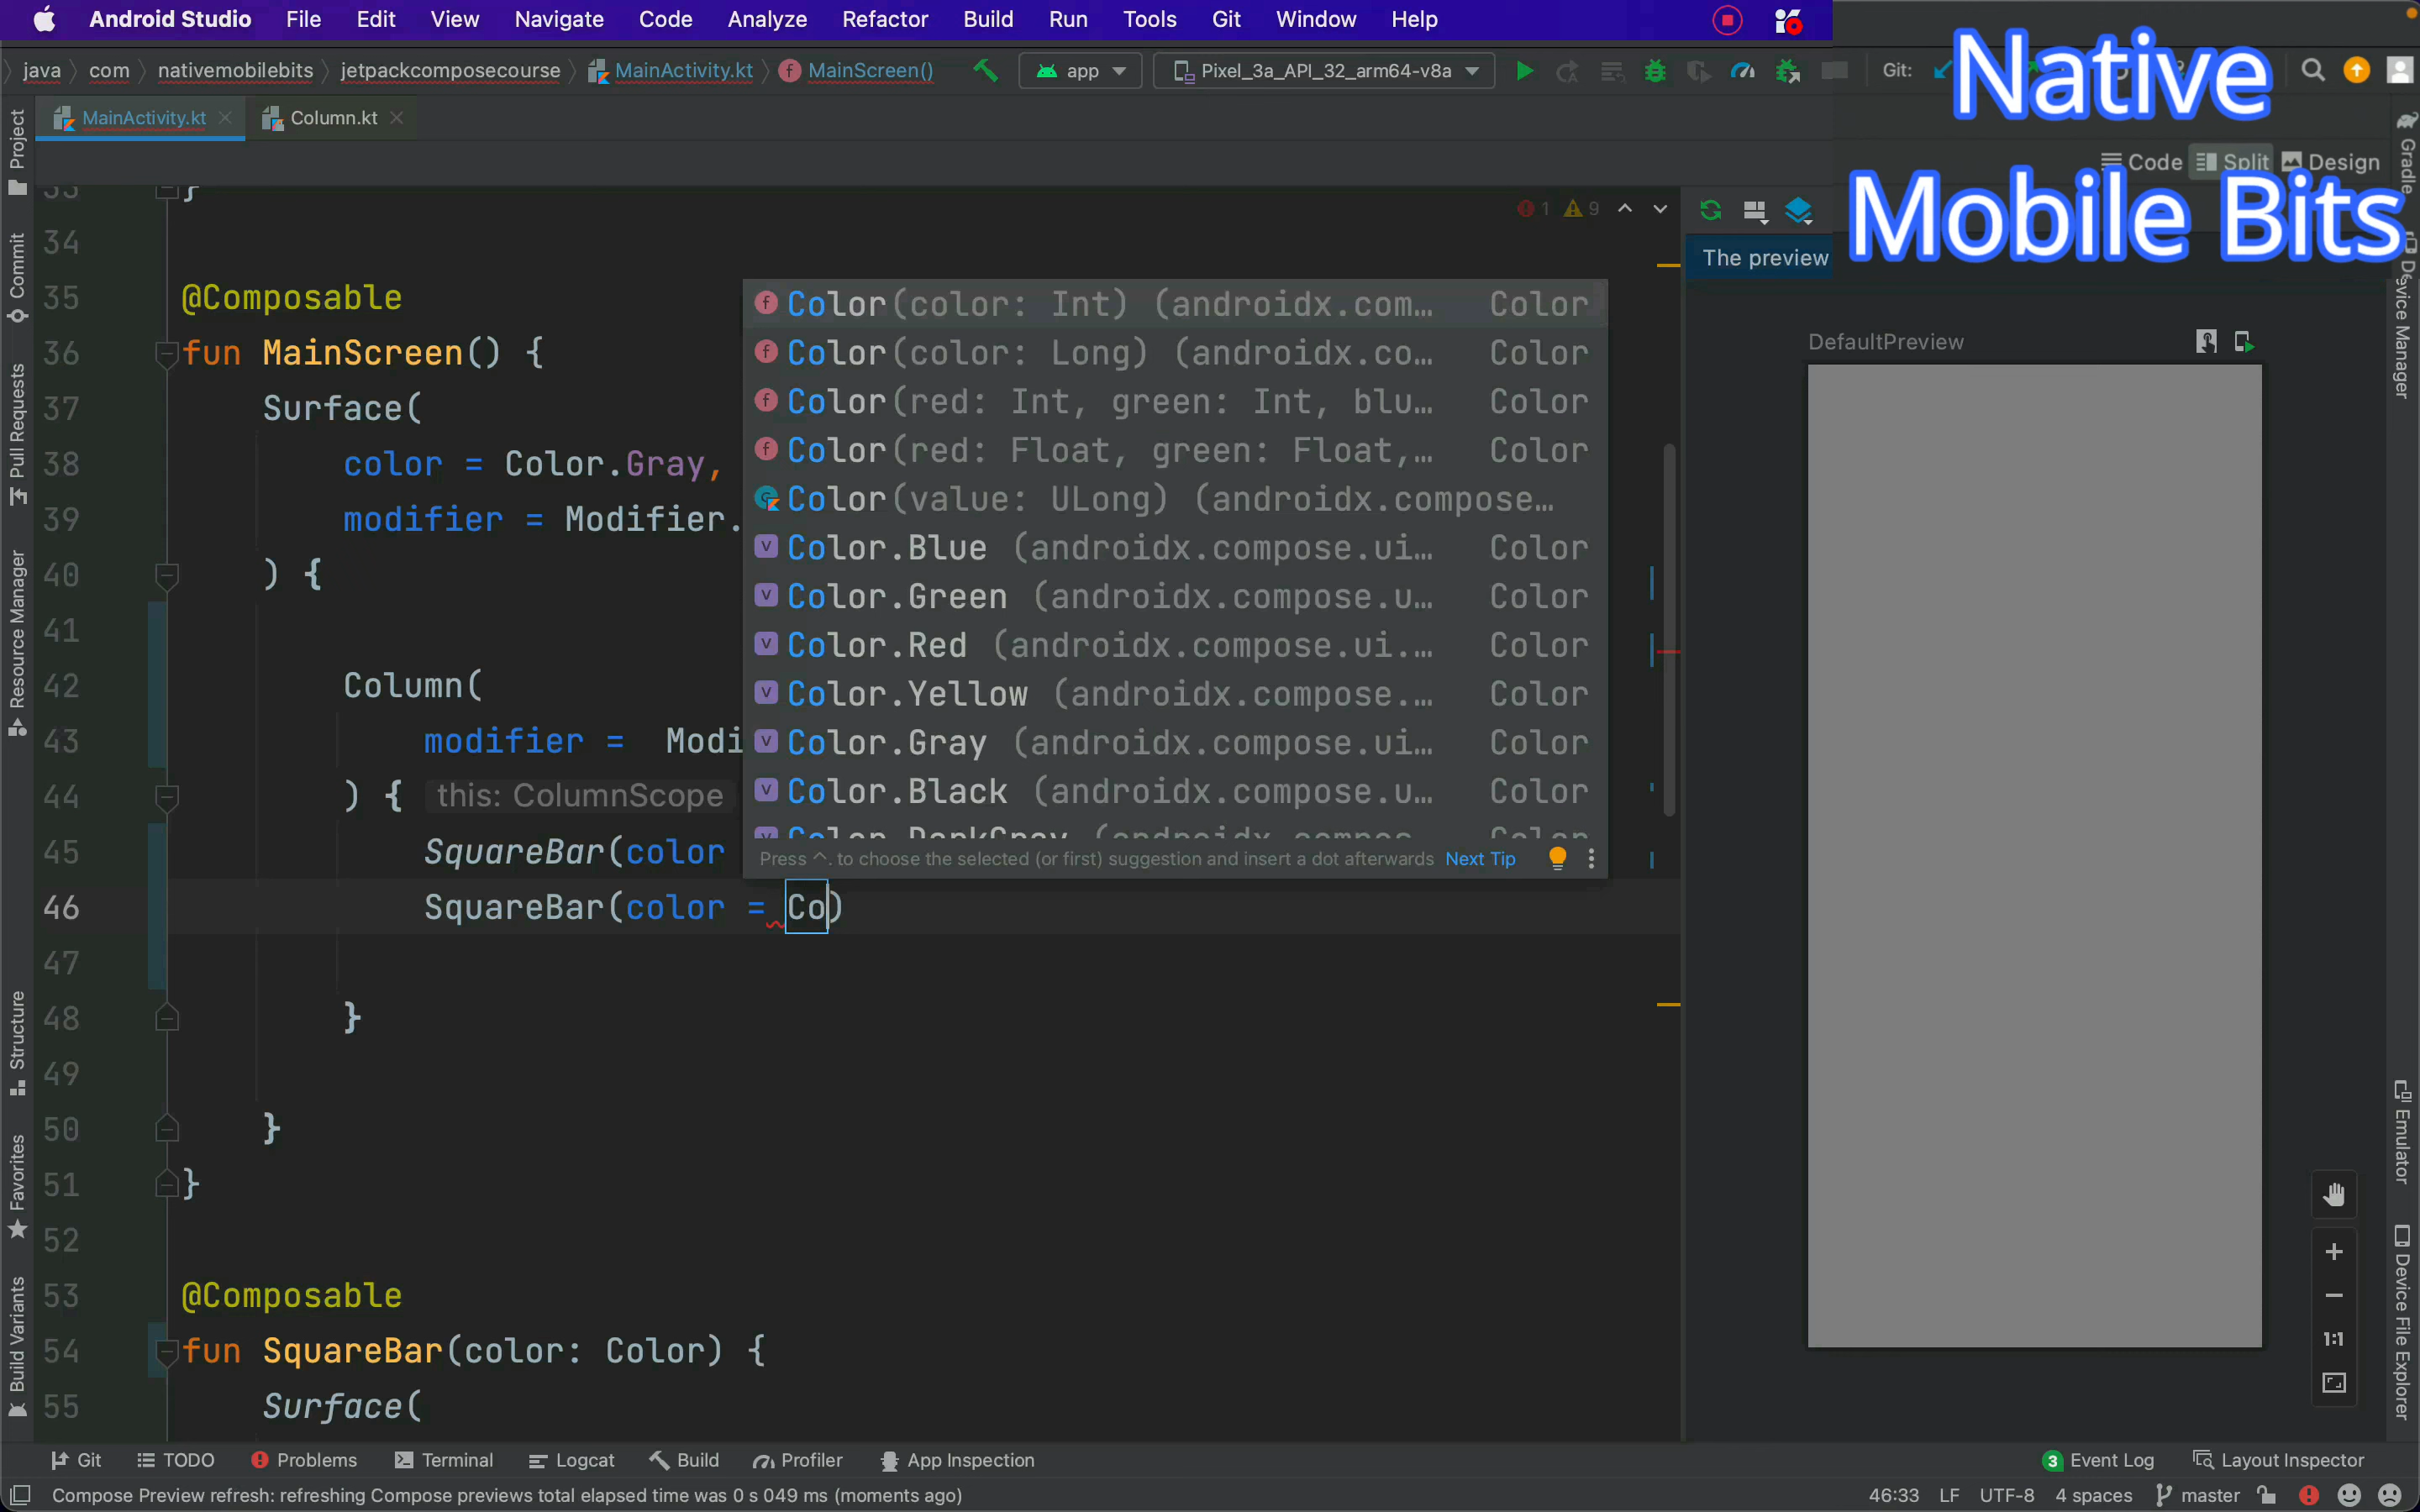 Android Studio File Edit View Navigate Code Analyze Refactor Build Run Tools Git Window Help
Native
Mobile Bits
java com nativemobilebits jetpackcomposecourse MainActivity.kt MainScreen() app Pixel_3a_API_32_arm64-v8a Git:
MainActivity.kt Column.kt
Code Split Design
Project
Commit
Pull Requests
Resource Manager
Structure
Favorites
Build Variants
Gradle
Device Manager
Emulator
Device File Explorer
1 9
The preview
DefaultPreview
33 }
34
35 @Composable
36 fun MainScreen() {
37 Surface(
38 color = Color.Gray,
39 modifier = Modifier.
40 ) {
41
42 Column(
43 modifier = Modi
44 ) { this: ColumnScope
45 SquareBar(color
46 SquareBar(color = Co)
47
48 }
49
50 }
51 }
52
53 @Composable
54 fun SquareBar(color: Color) {
55 Surface(
Color(color: Int) (androidx.com… Color
Color(color: Long) (androidx.co… Color
Color(red: Int, green: Int, blu… Color
Color(red: Float, green: Float,… Color
Color(value: ULong) (androidx.compose…
Color.Blue (androidx.compose.ui… Color
Color.Green (androidx.compose.u… Color
Color.Red (androidx.compose.ui.… Color
Color.Yellow (androidx.compose.… Color
Color.Gray (androidx.compose.ui… Color
Color.Black (androidx.compose.u… Color
Color.DarkGray (androidx.compos… Color
Press ^. to choose the selected (or first) suggestion and insert a dot afterwards Next Tip
1:1
Git TODO Problems Terminal Logcat Build Profiler App Inspection 3 Event Log Layout Inspector
Compose Preview refresh: refreshing Compose previews total elapsed time was 0 s 049 ms (moments ago) 46:33 LF UTF-8 4 spaces master